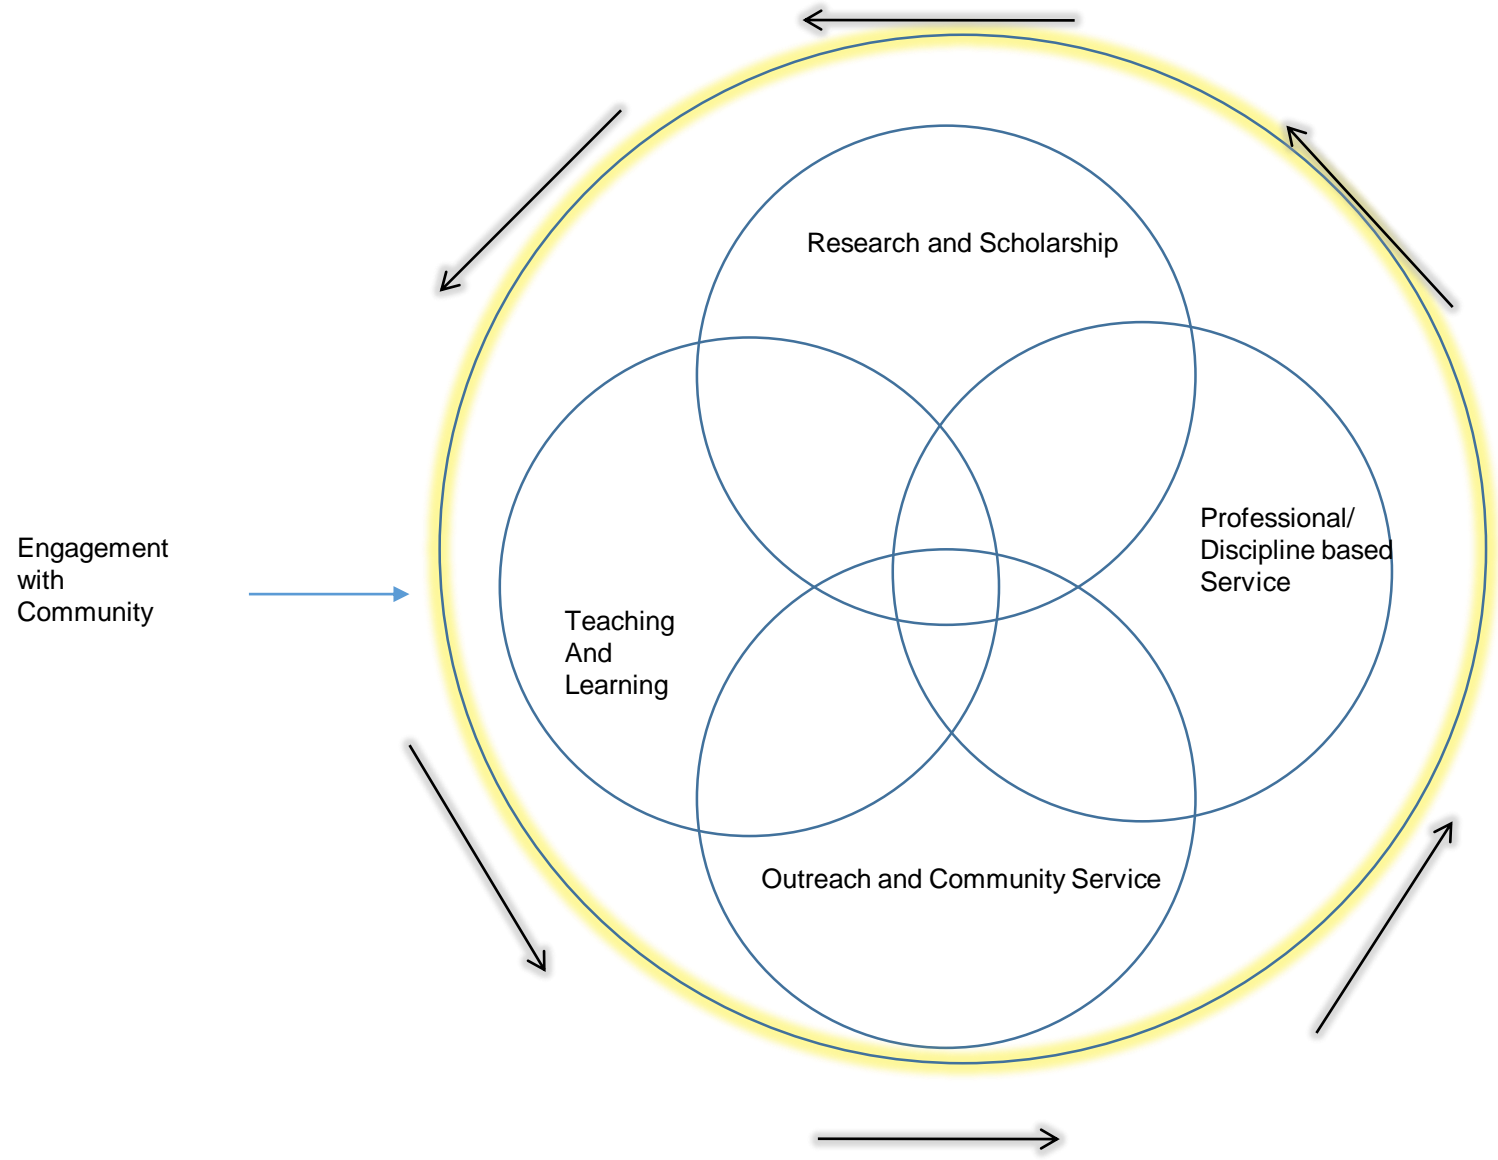 Research and Scholarship
Professional/
Discipline based
Service
Engagement
with
Community
Teaching
And
Learning
Outreach and Community Service